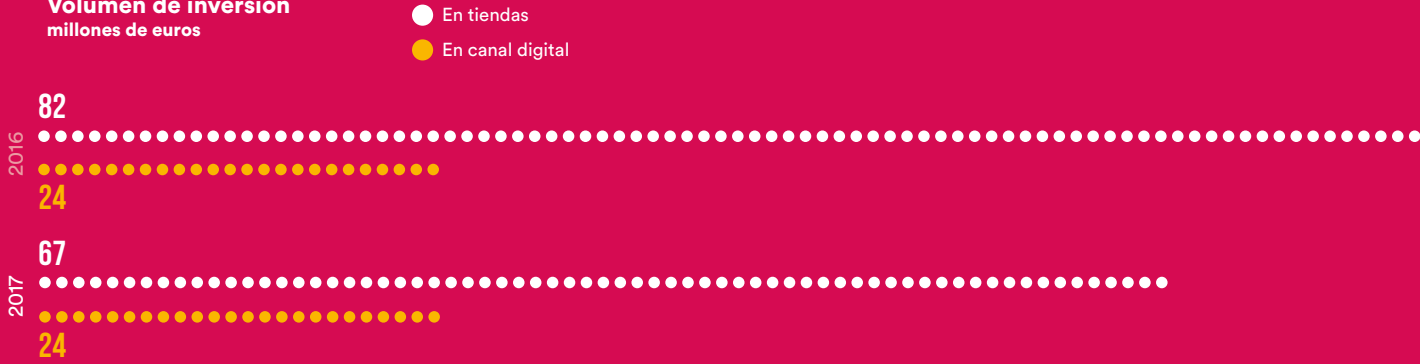 Volumen de inversión
millones de euros
En tiendas
En canal digital
2016
82
24
2017
67
24